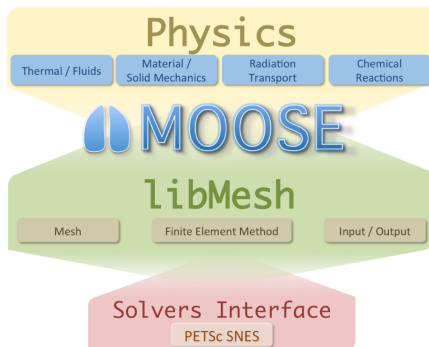 Physics
Thermal / Fluids
Material /
Solid Mechanics
Radiation
Transport
Chemical
Reactions
MOOSE
libMesh
Mesh
Finite Element Method
Input / Output
Solvers Interface
PETSc SNES